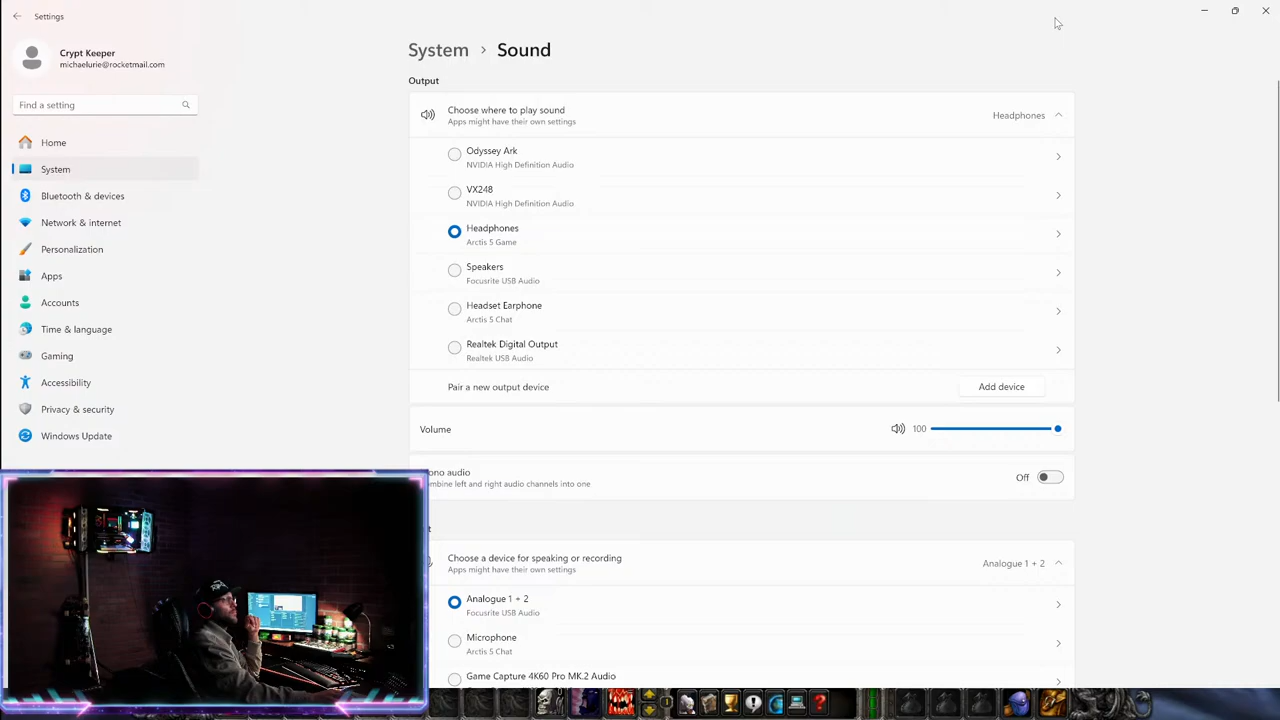 Settings
Crypt Keeper
michaelurie@rocketmail.com
Find a setting
Home
System
Bluetooth & devices
Network & internet
Personalization
Apps
Accounts
Time & language
Gaming
Accessibility
Privacy & security
Windows Update
System > Sound
Output
Choose where to play sound
Apps might have their own settings
Headphones
Odyssey Ark
NVIDIA High Definition Audio
VX248
NVIDIA High Definition Audio
Headphones
Arctis 5 Game
Speakers
Focusrite USB Audio
Headset Earphone
Arctis 5 Chat
Realtek Digital Output
Realtek USB Audio
Pair a new output device
Add device
Volume
100
ono audio
ombine left and right audio channels into one
Off
Choose a device for speaking or recording
Apps might have their own settings
Analogue 1 + 2
Analogue 1 + 2
Focusrite USB Audio
Microphone
Arctis 5 Chat
Game Capture 4K60 Pro MK.2 Audio